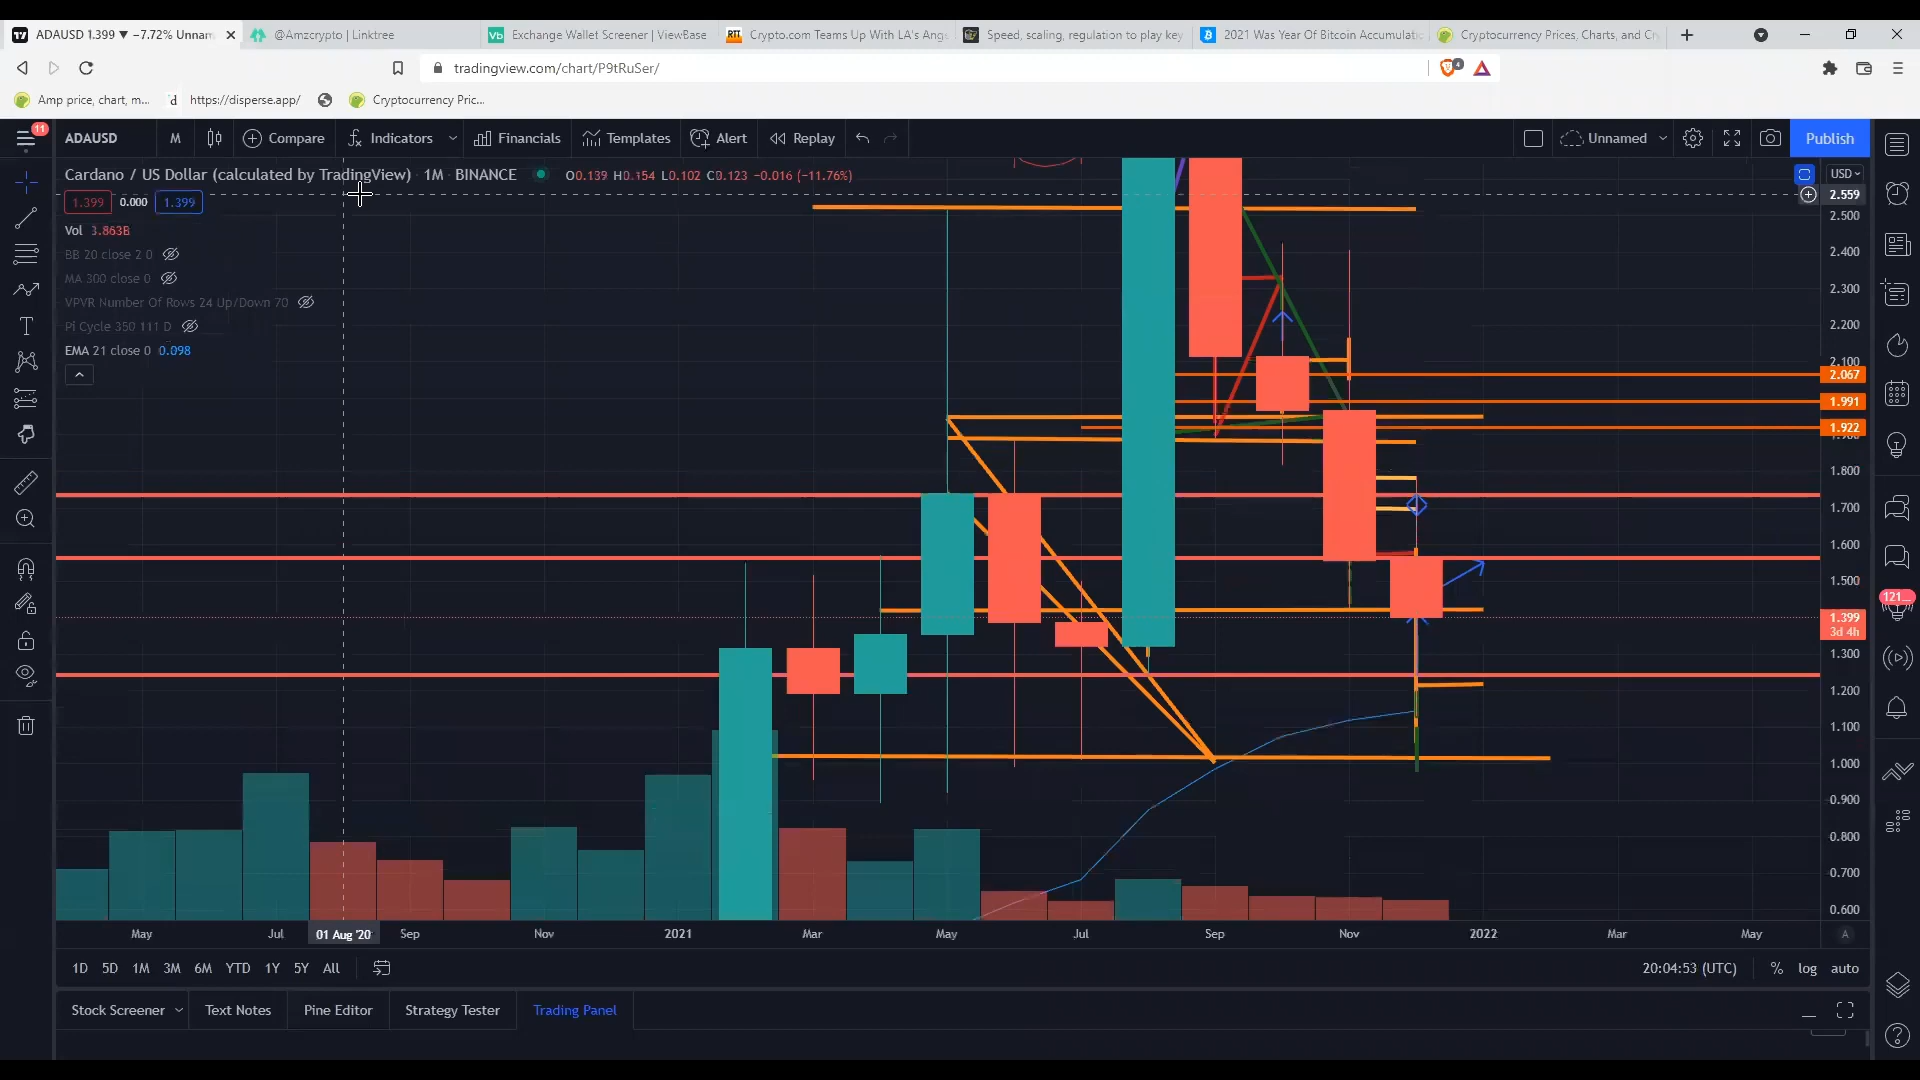 ADAUSD 1.399 ▼ −7.72% Unnam
@Amzcrypto | Linktree
Vb Exchange Wallet Screener | ViewBase
RTT Crypto.com Teams Up With LA's Ang
Speed, scaling, regulation to play key
2021 Was Year Of Bitcoin Accumulati
Cryptocurrency Prices, Charts, and Cr
tradingview.com/chart/P9tRuSer/
4
Amp price, chart, m...
d https://disperse.app/
Cryptocurrency Pric...
11
ADAUSD
M
Compare
Indicators
Financials
Templates
Alert
Replay
Unnamed
Publish
Cardano / US Dollar (calculated by TradingView) 1M · BINANCE
O0.139 H0.154 L0.102 C0.123 −0.016 (−11.76%)
USD
1.399 0.000 1.399
Vol 3.863B
BB 20 close 2 0
MA 300 close 0
VPVR Number Of Rows 24 Up/Down 70
Pi Cycle 350 111 D
EMA 21 close 0 0.098
2.559
2.500
2.400
2.300
2.200
2.100
2.067
1.991
1.922
1.800
1.700
1.600
1.500
1.399
3d 4h
1.300
1.200
1.100
1.000
0.900
0.800
0.700
0.600
121
May
Jul
01 Aug '20
Sep
Nov
2021
Mar
May
Jul
Sep
Nov
2022
Mar
May
A
1D 5D 1M 3M 6M YTD 1Y 5Y All
20:04:53 (UTC)
% log auto
Stock Screener
Text Notes
Pine Editor
Strategy Tester
Trading Panel